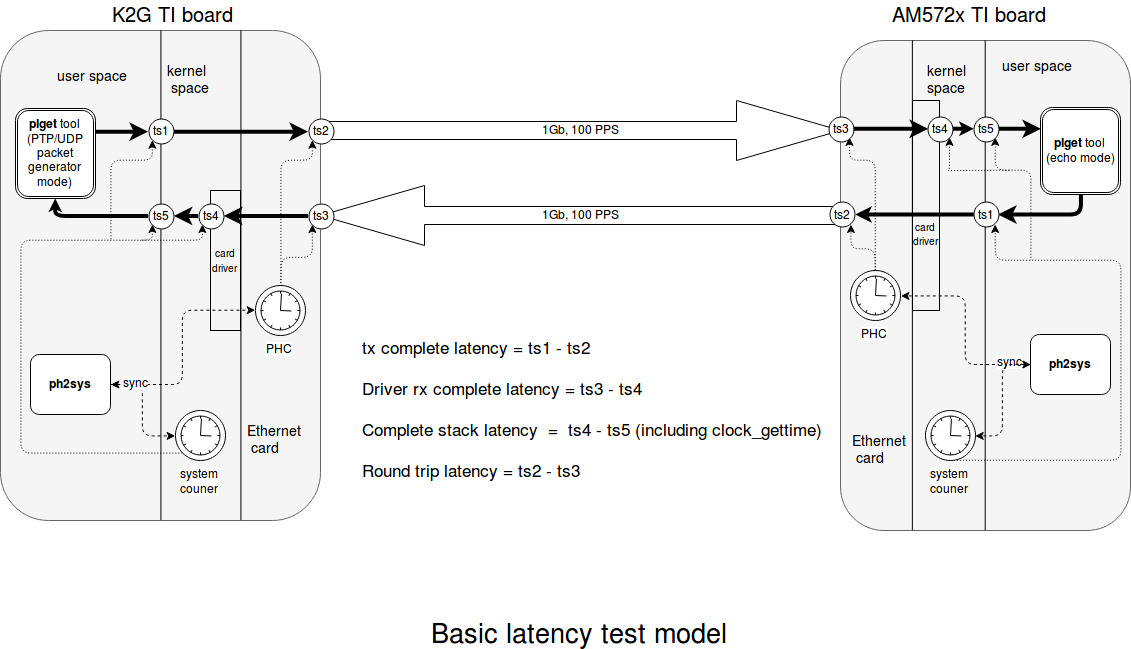 K2G TI board
AM572x TI board
user space
kernel
space
kernel
space
user space
plget tool
(PTP/UDP
packet
generator
mode)
ts1
ts2
1Gb, 100 PPS
ts3
ts4
ts5
plget tool
(echo mode)
ts5
ts4
ts3
1Gb, 100 PPS
ts2
ts1
card
driver
card
driver
PHC
PHC
tx complete latency = ts1 - ts2
Driver rx complete latency = ts3 - ts4
Complete stack latency = ts4 - ts5 (including clock_gettime)
Round trip latency = ts2 - ts3
ph2sys
sync
sync
ph2sys
Ethernet
card
Ethernet
card
system
couner
system
couner
Basic latency test model